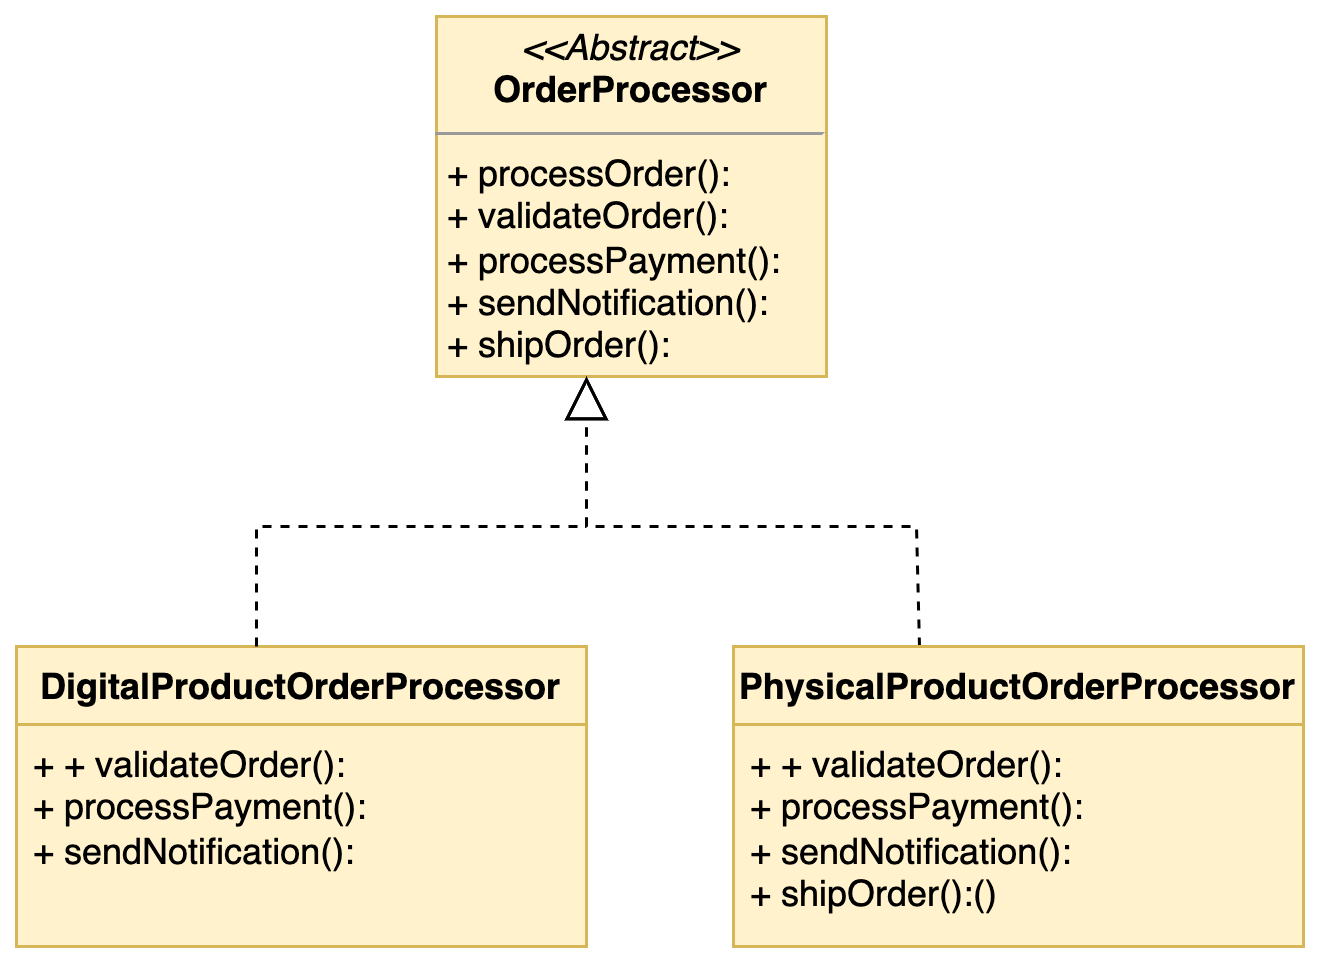 <<Abstract>>
OrderProcessor
+ processOrder():
+ validateOrder():
+ processPayment():
+ sendNotification():
+ shipOrder():
DigitalProductOrderProcessor
+ + validateOrder():
+ processPayment():
+ sendNotification():
PhysicalProductOrderProcessor
+ + validateOrder():
+ processPayment():
+ sendNotification():
+ shipOrder():()